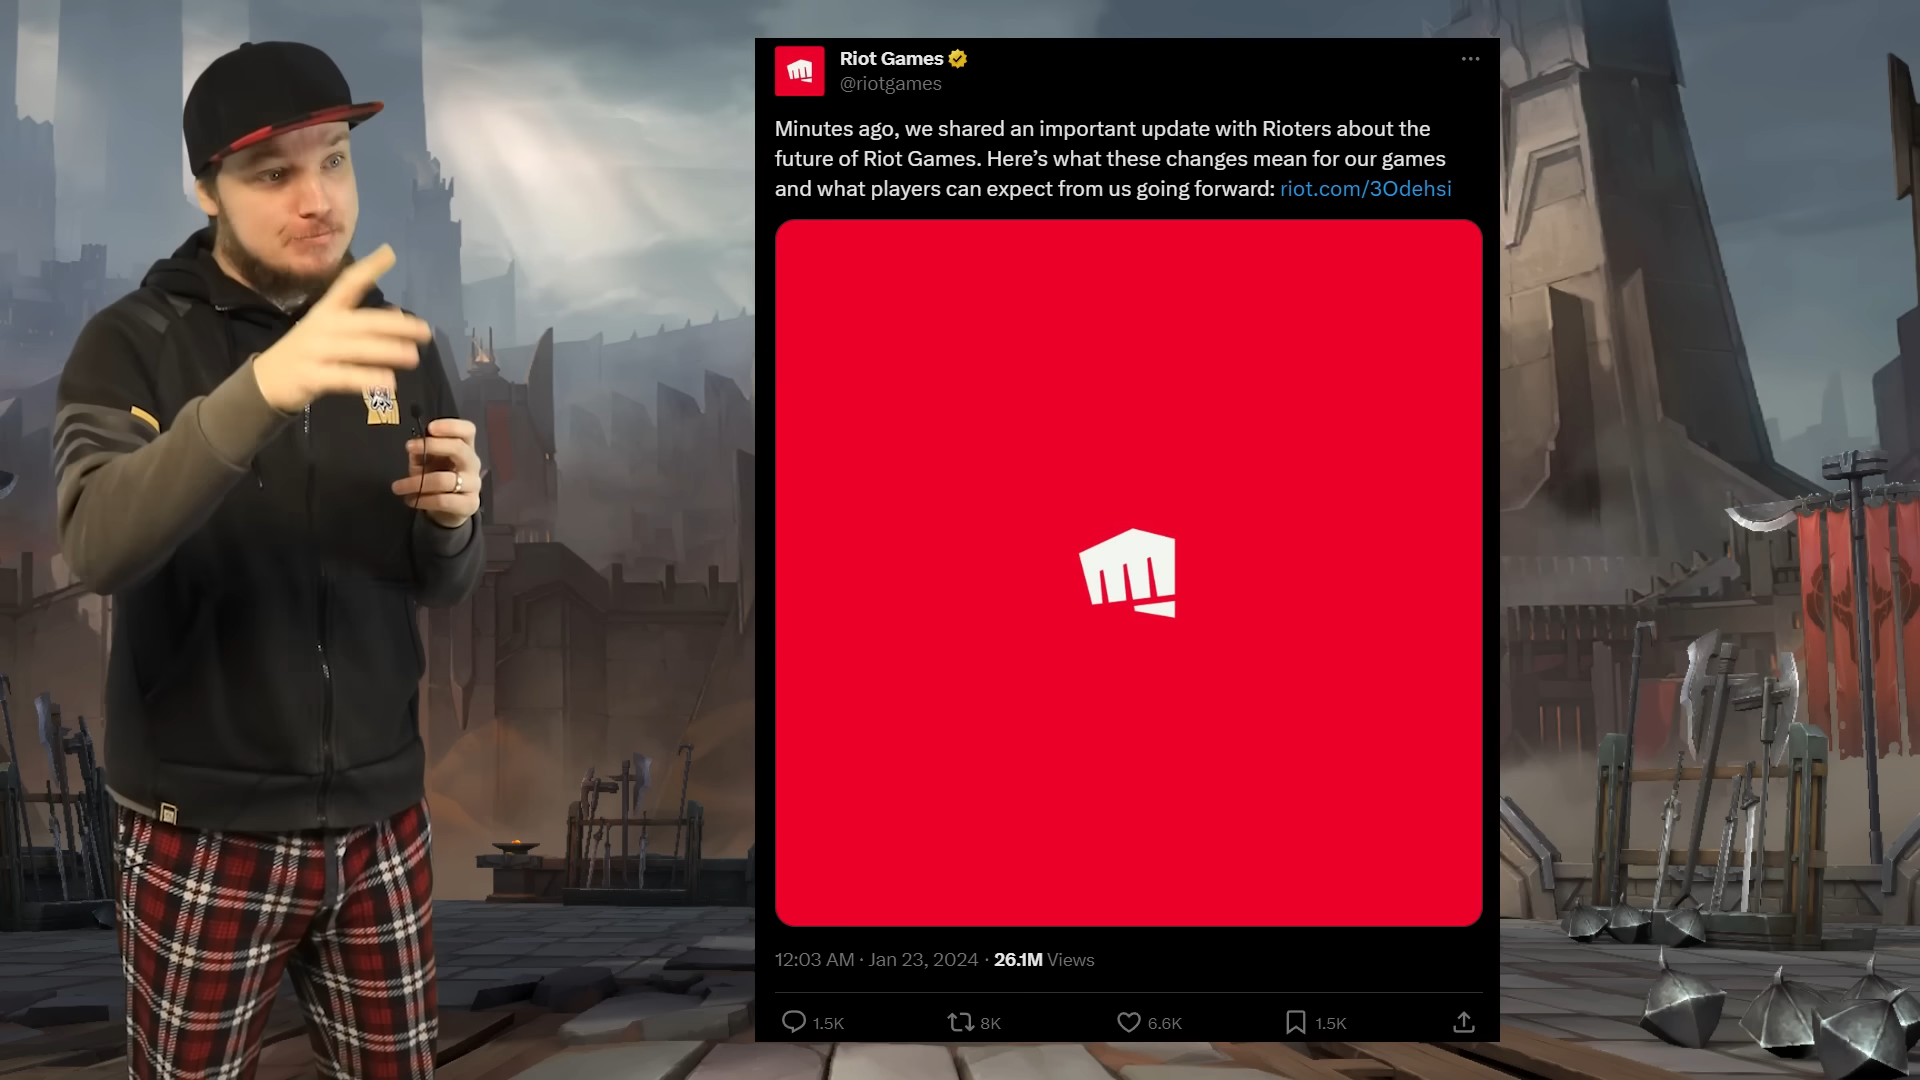 Riot Games
@riotgames
Minutes ago, we shared an important update with Rioters about the
future of Riot Games. Here’s what these changes mean for our games
and what players can expect from us going forward: riot.com/3Odehsi
12:03 AM · Jan 23, 2024 · 26.1M Views
1.5K 8K 6.6K 1.5K